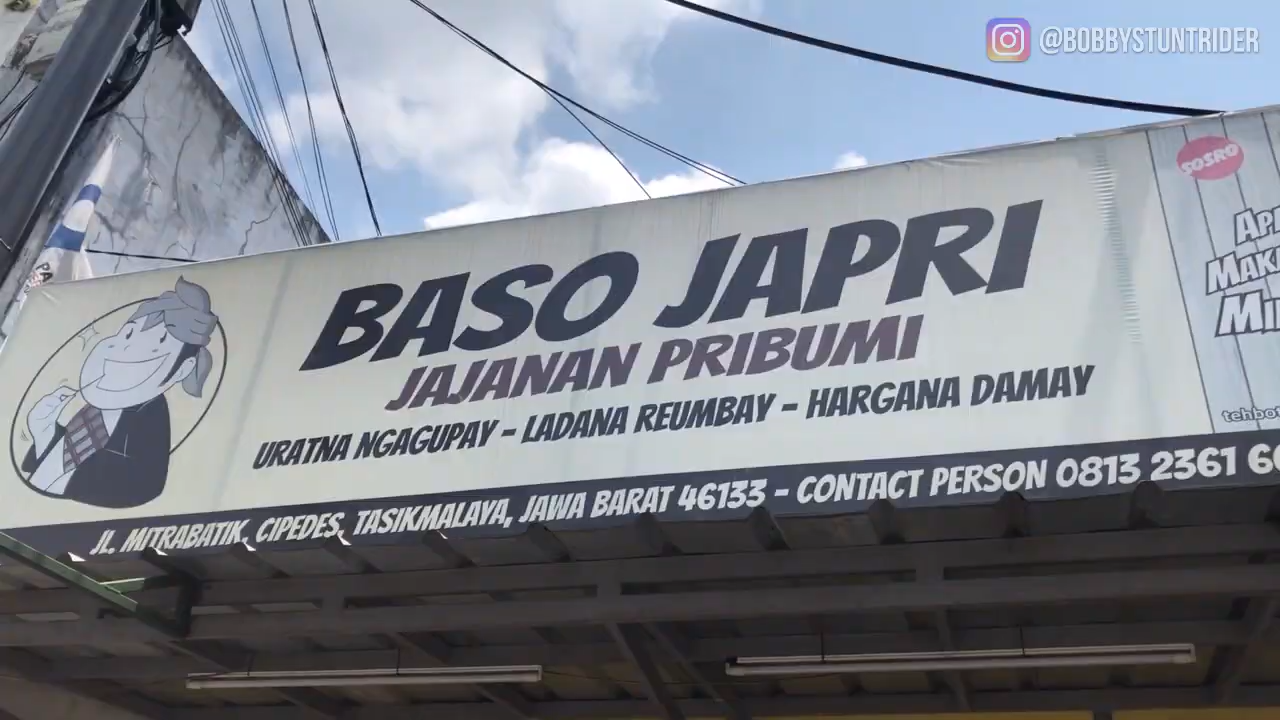 @BOBBYSTUNTRIDER
SOSRO
BASO JAPRI
JAJANAN PRIBUMI
URATNA NGAGUPAY - LADANA REUMBAY - HARGANA DAMAY
JL. MITRABATIK, CIPEDES, TASIKMALAYA, JAWA BARAT 46133 - CONTACT PERSON 0813 2361